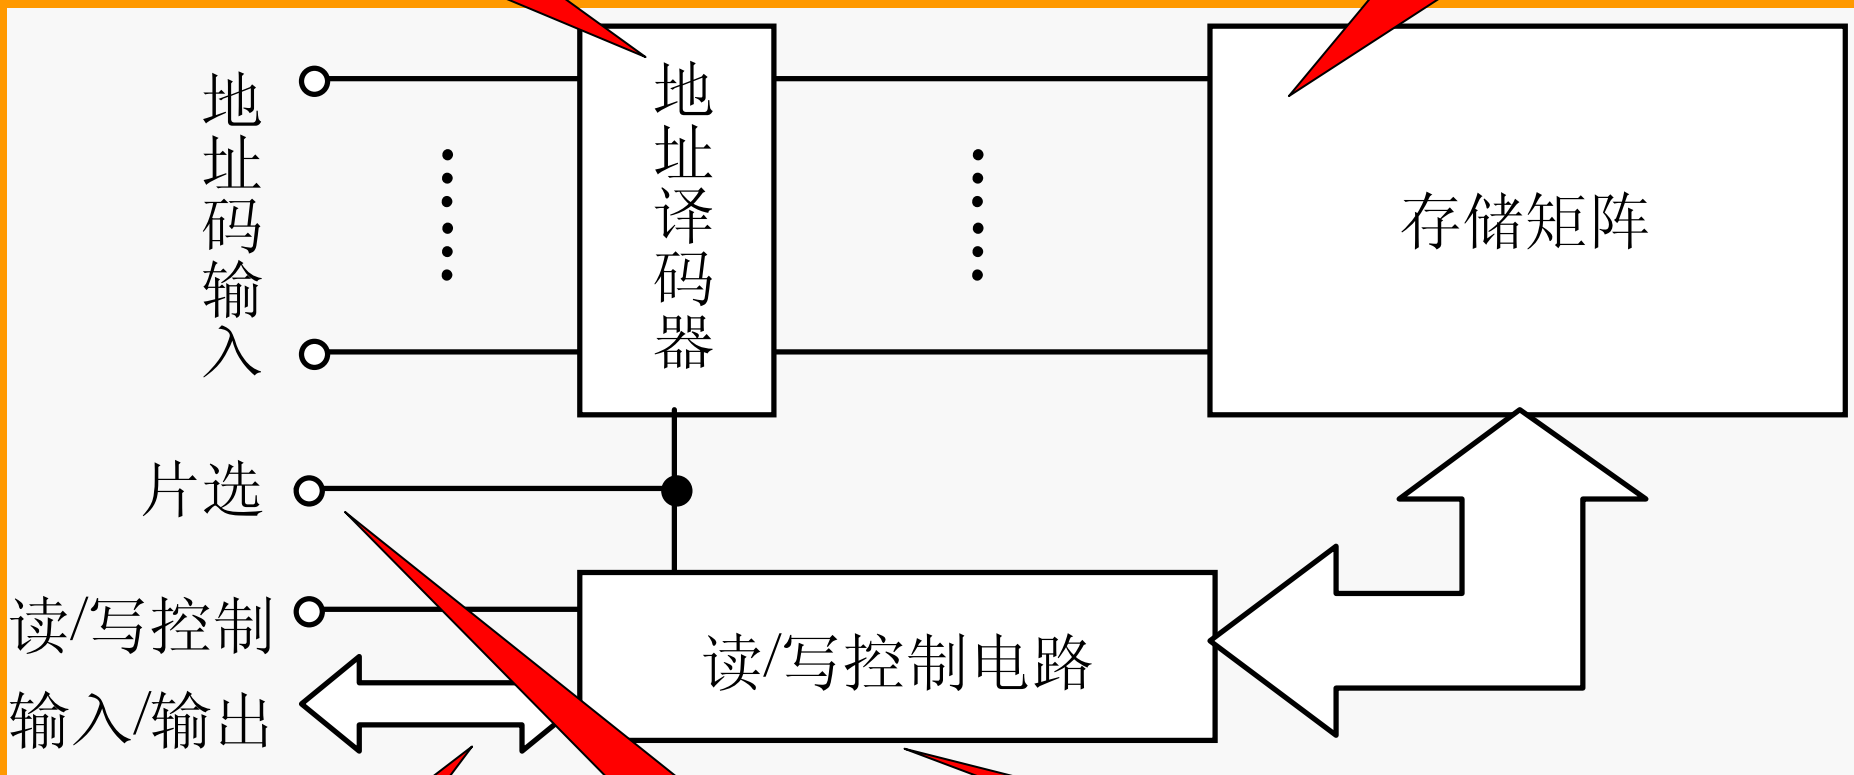 地址码输入
地址译码器
存储矩阵
片选
读/写控制
读/写控制电路
输入/输出